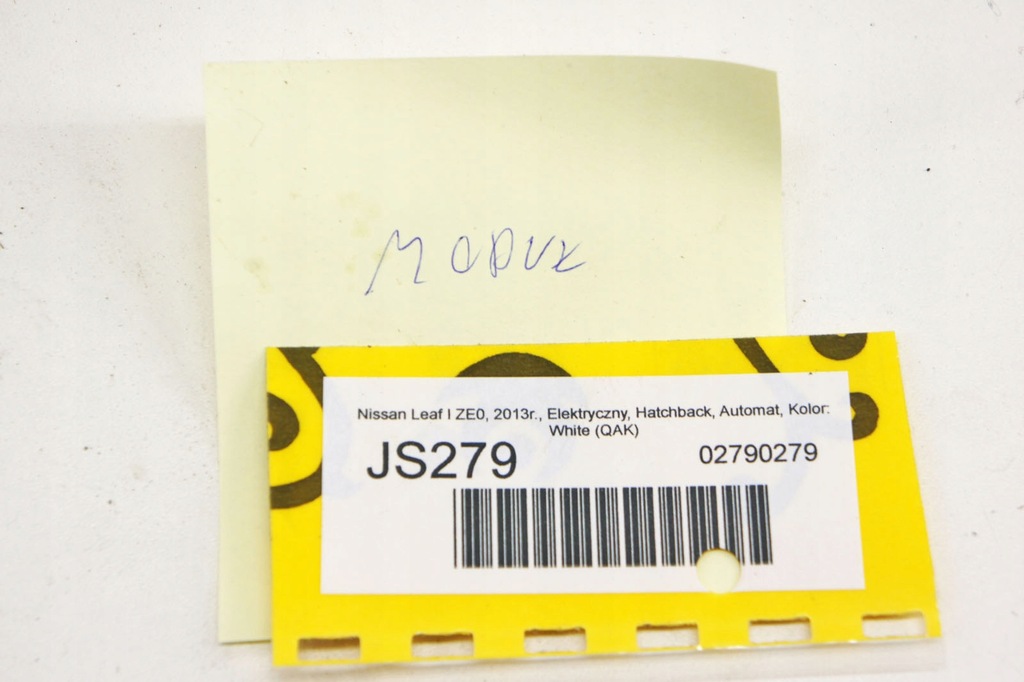 MODUŁ
Nissan Leaf I ZE0, 2013r., Elektryczny, Hatchback, Automat, Kolor:
White (QAK)
JS279 02790279